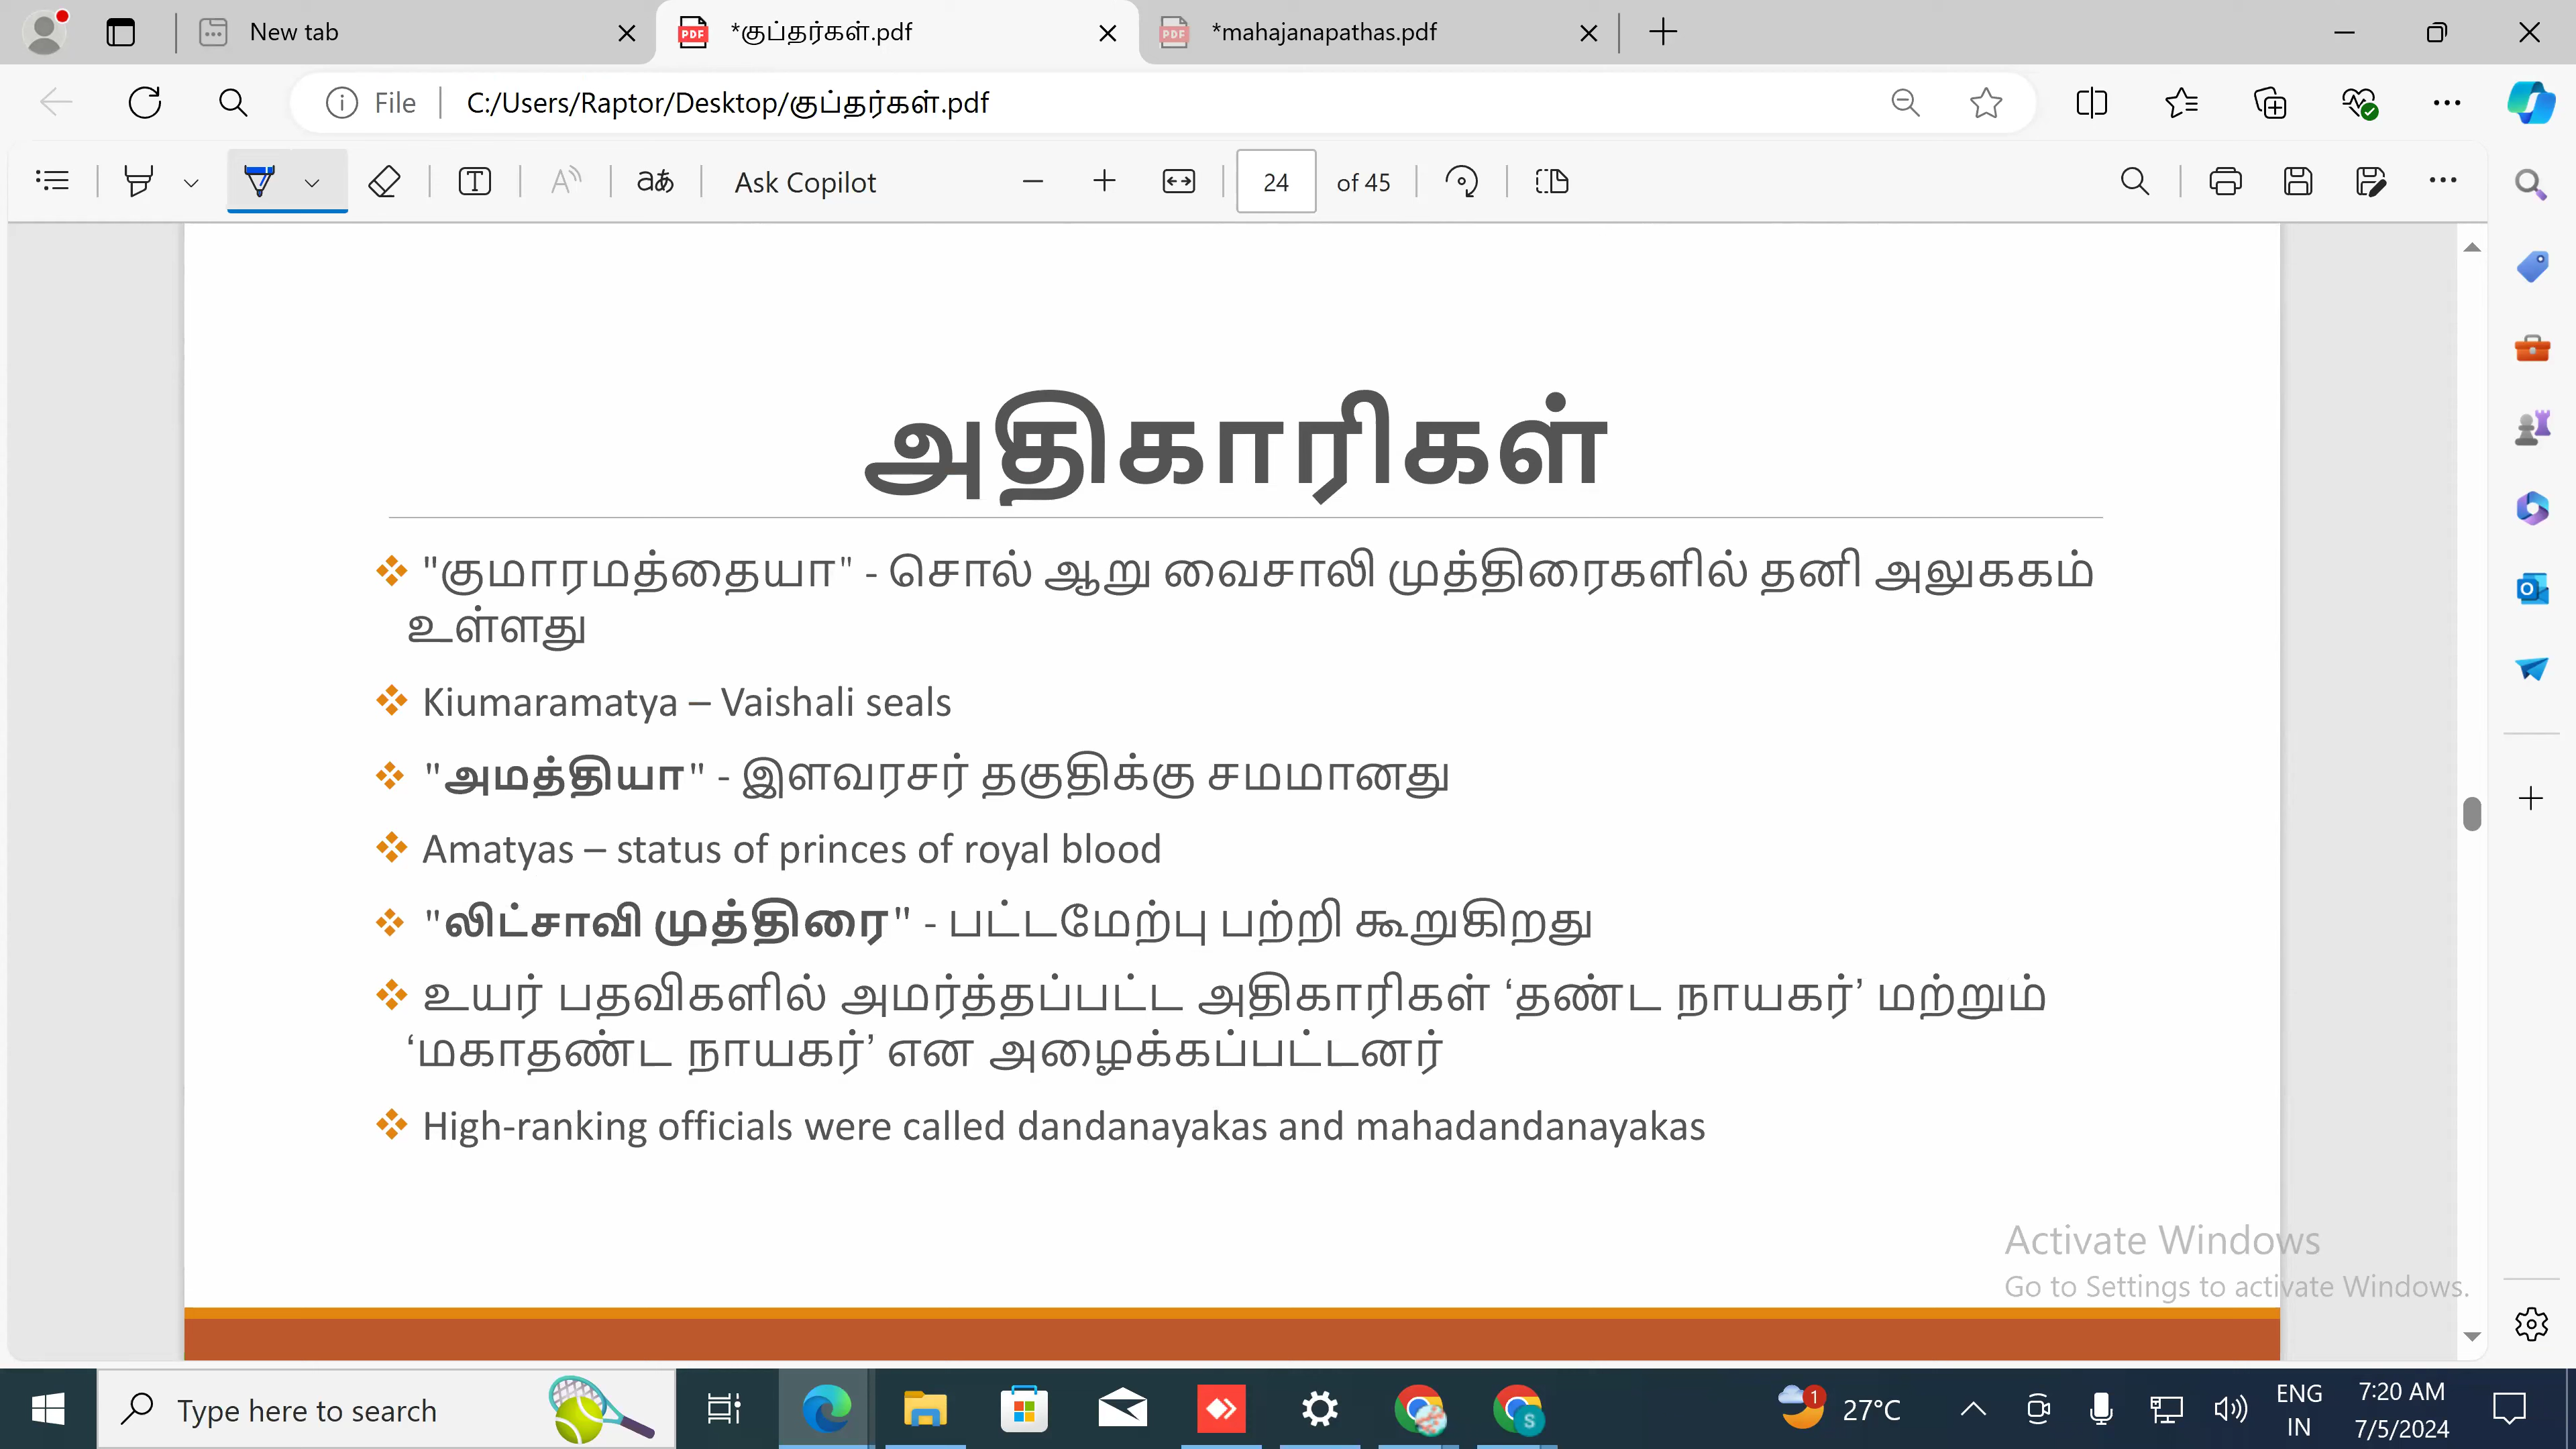 New tab
*குப்தர்கள்.pdf
*mahajanapathas.pdf
File
C:/Users/Raptor/Desktop/குப்தர்கள்.pdf
Ask Copilot
24 of 45
அதிகாரிகள்
"குமாரமத்தையா" - சொல் ஆறு வைசாலி முத்திரைகளில் தனி அலுககம்
உள்ளது
Kiumaramatya – Vaishali seals
"அமத்தியா" - இளவரசர் தகுதிக்கு சமமானது
Amatyas – status of princes of royal blood
"லிட்சாவி முத்திரை" - பட்டமேற்பு பற்றி கூறுகிறது
உயர் பதவிகளில் அமர்த்தப்பட்ட அதிகாரிகள் ‘தண்ட நாயகர்’ மற்றும்
‘மகாதண்ட நாயகர்’ என அழைக்கப்பட்டனர்
High-ranking officials were called dandanayakas and mahadandanayakas
Activate Windows
Go to Settings to activate Windows.
Type here to search
1
27°C
ENG
IN
7:20 AM
7/5/2024